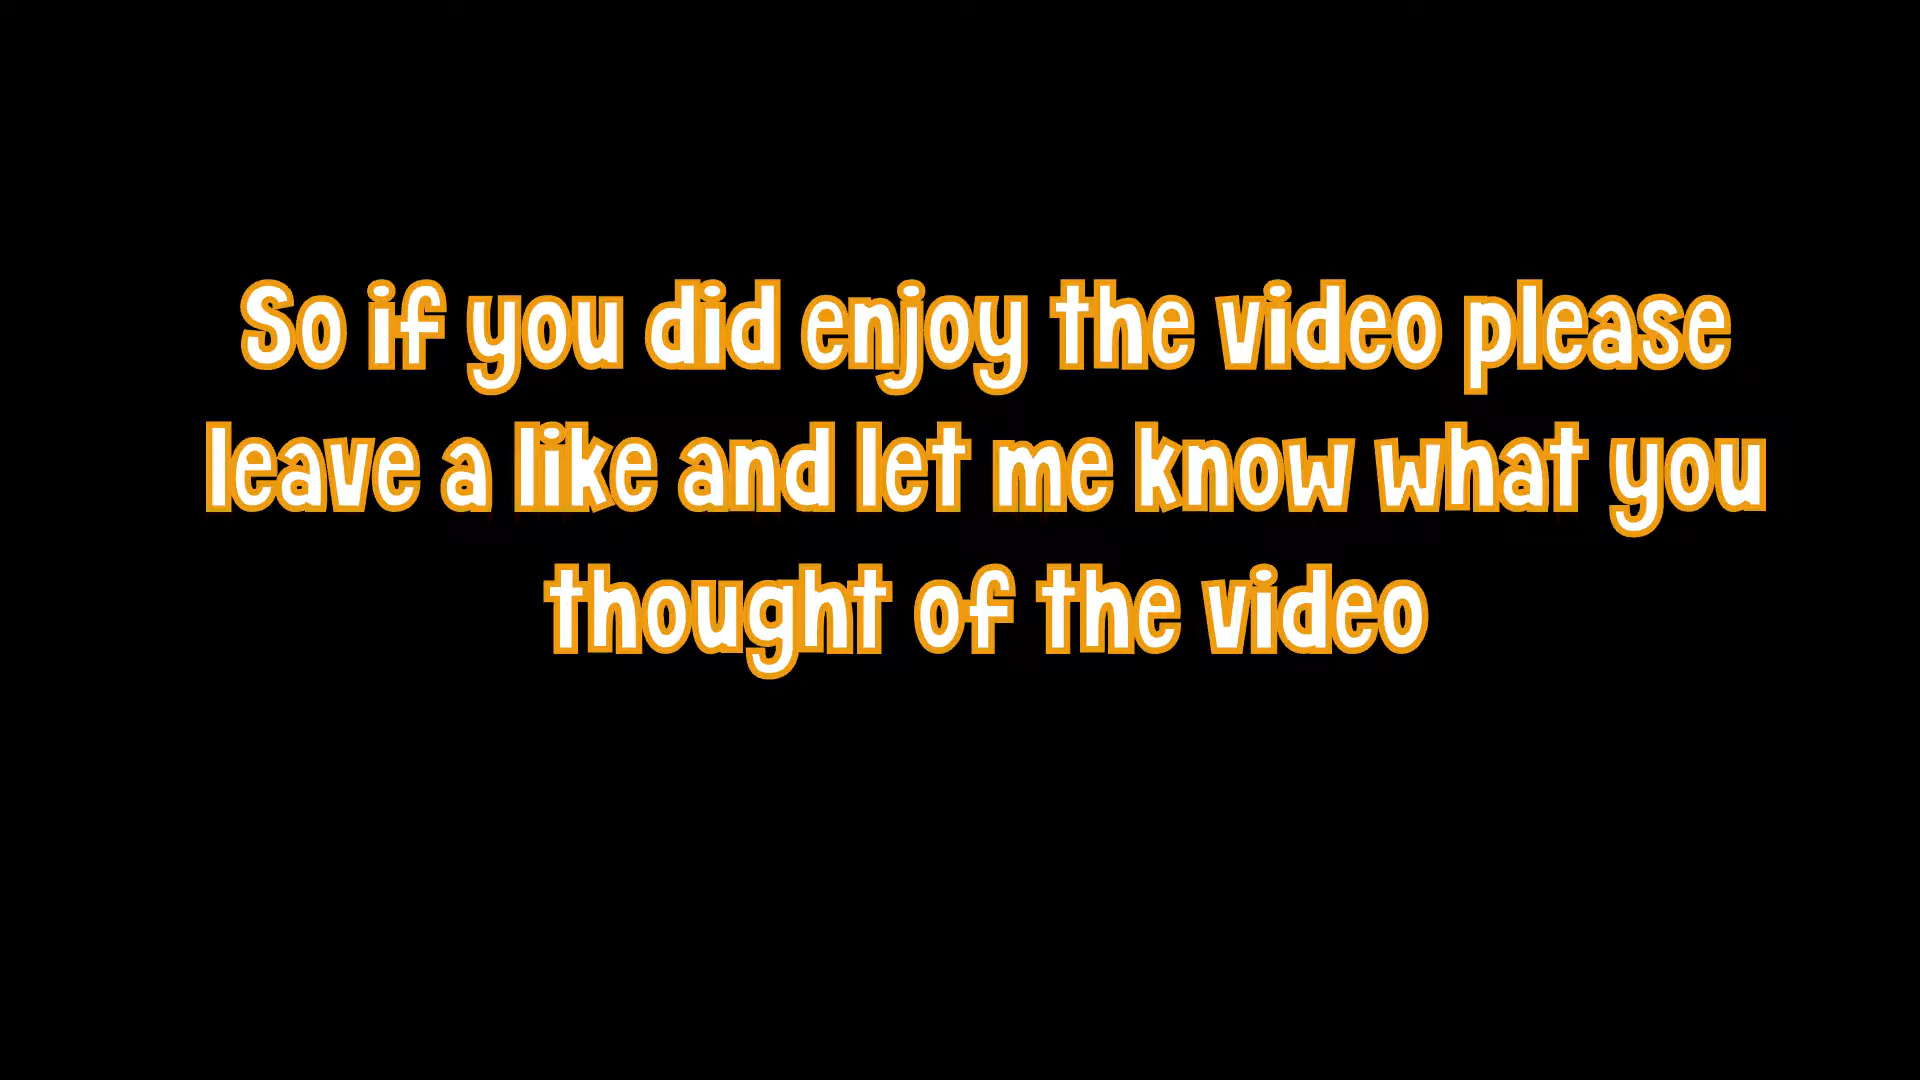 So if you did enjoy the video please
leave a like and let me know what you
thought of the video